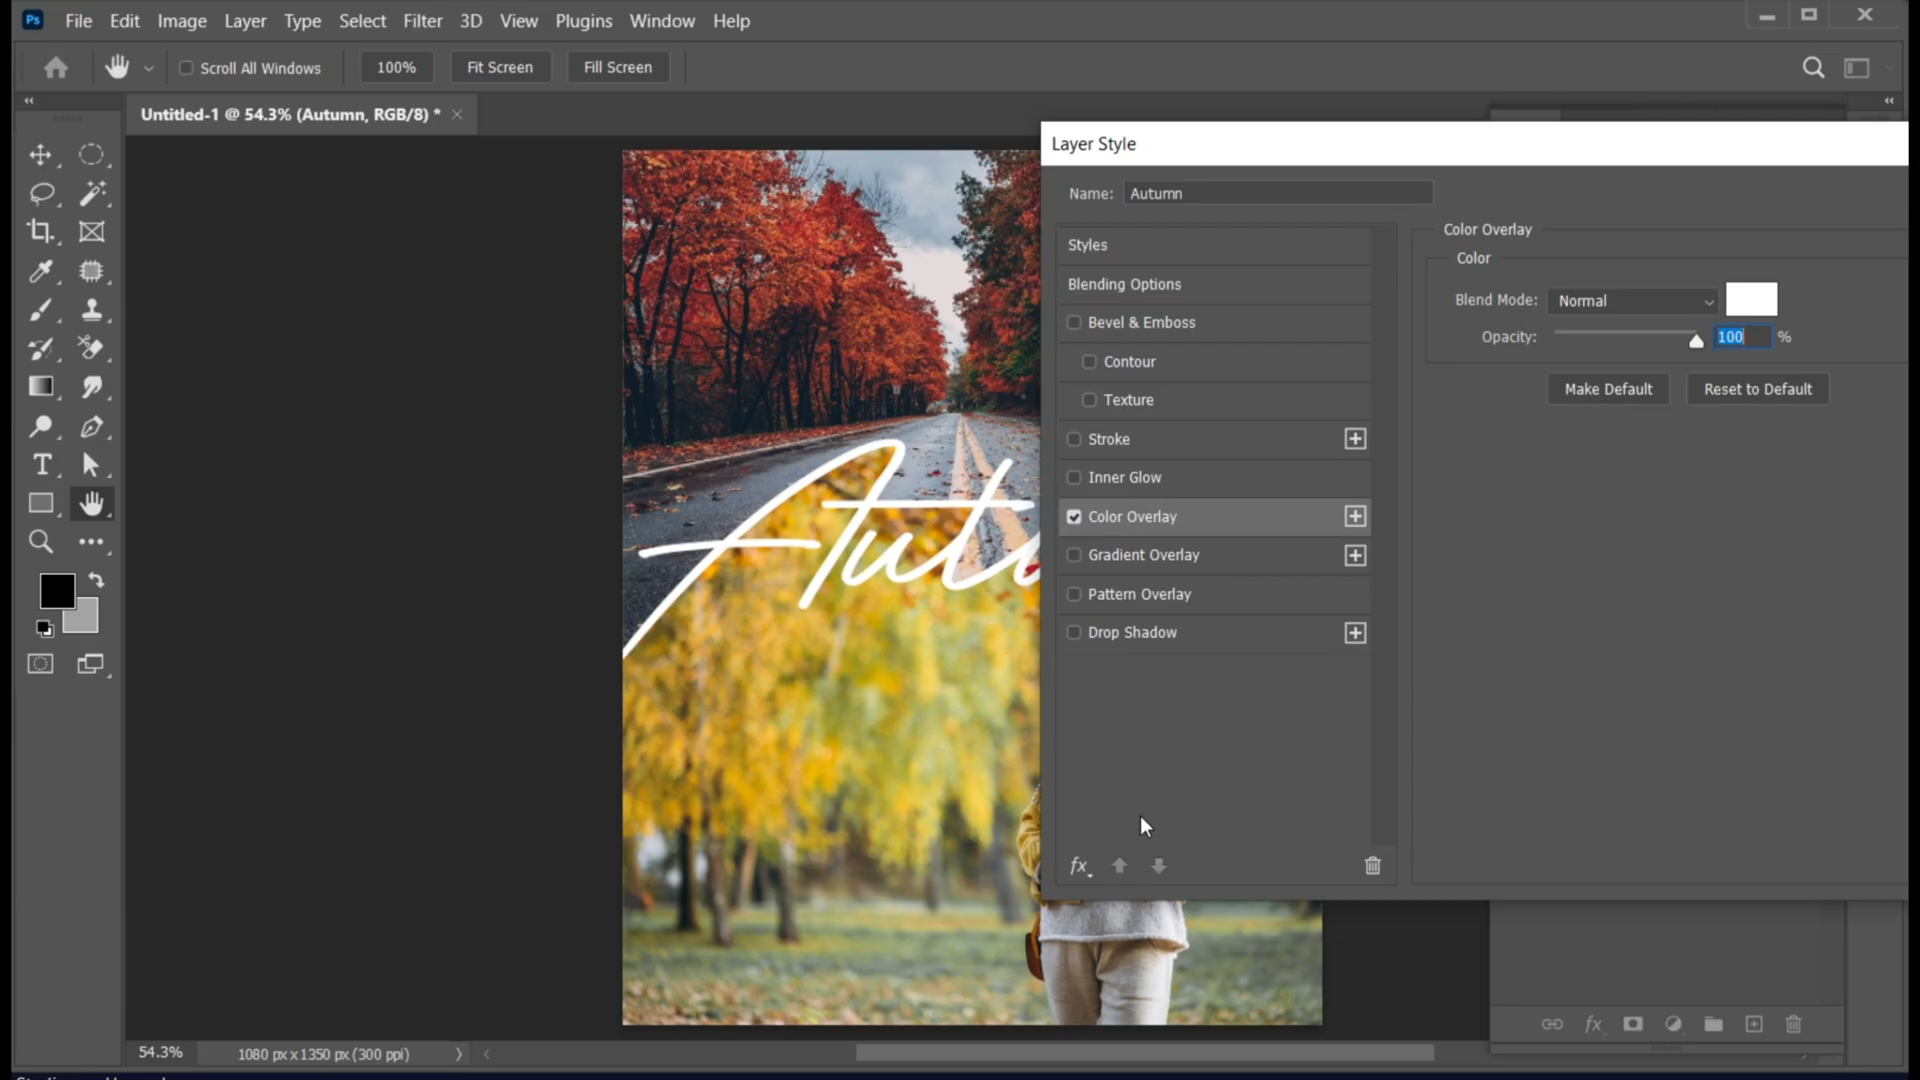 Ps File Edit Image Layer Type Select Filter 3D View Plugins Window Help
Scroll All Windows 100% Fit Screen Fill Screen
Untitled-1 @ 54.3% (Autumn, RGB/8) *
Layer Style
Name: Autumn
Styles
Blending Options
Bevel & Emboss
Contour
Texture
Stroke
Inner Glow
Color Overlay
Gradient Overlay
Pattern Overlay
Drop Shadow
fx
Color Overlay
Color
Blend Mode: Normal
Opacity: 100 %
Make Default Reset to Default
T
fx
54.3% 1080 px x 1350 px (300 ppi)